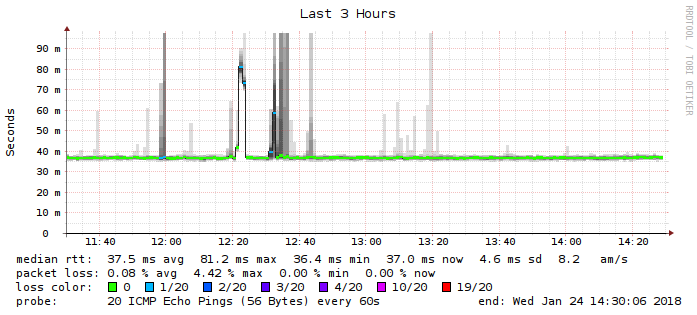 Last 3 Hours
RRDTOOL / TOBI OETIKER
Seconds
90 m
80 m
70 m
60 m
50 m
40 m
30 m
20 m
10 m
0
11:40 12:00 12:20 12:40 13:00 13:20 13:40 14:00 14:20
median rtt: 37.5 ms avg 81.2 ms max 36.4 ms min 37.0 ms now 4.6 ms sd 8.2 am/s
packet loss: 0.08 % avg 4.42 % max 0.00 % min 0.00 % now
loss color: 0 1/20 2/20 3/20 4/20 10/20 19/20
probe: 20 ICMP Echo Pings (56 Bytes) every 60s end: Wed Jan 24 14:30:06 2018